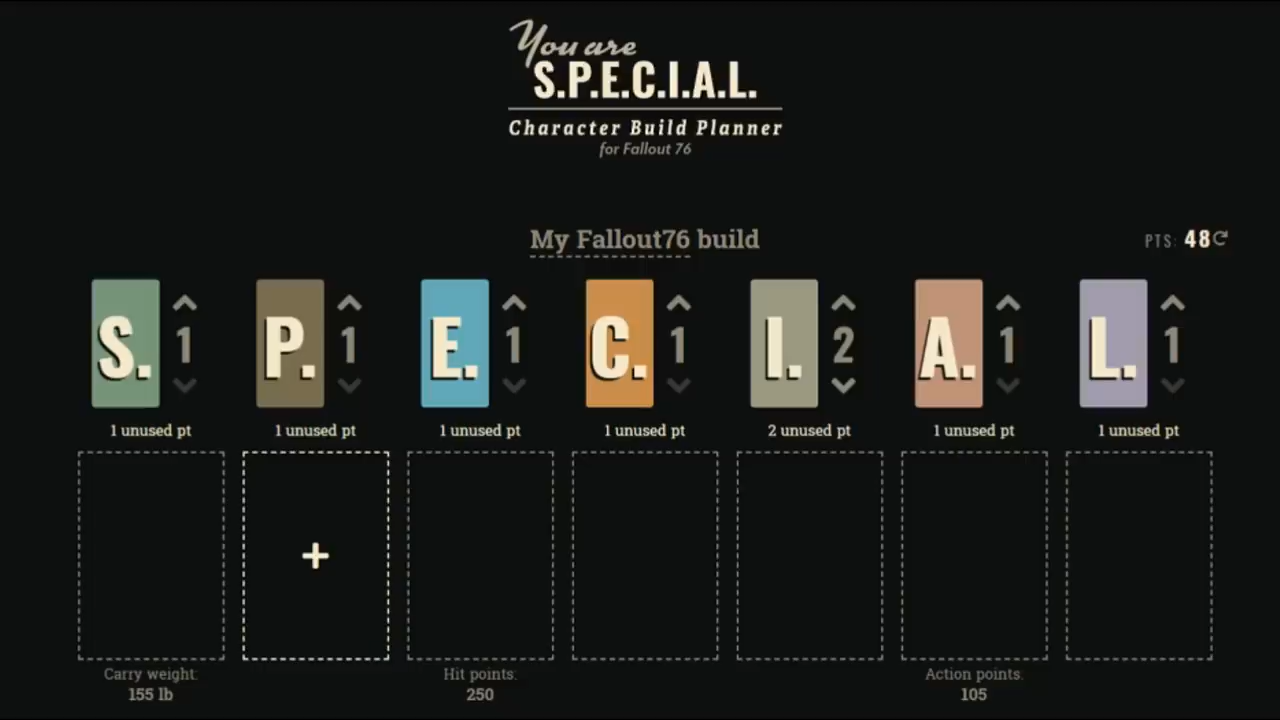 You are
S.P.E.C.I.A.L.
Character Build Planner
for Fallout 76
My Fallout76 build
PTS: 48
S. 1 P. 1 E. 1 C. 1 I. 2 A. 1 L. 1
1 unused pt 1 unused pt 1 unused pt 1 unused pt 2 unused pt 1 unused pt 1 unused pt
+
Carry weight: Hit points: Action points:
155 lb 250 105